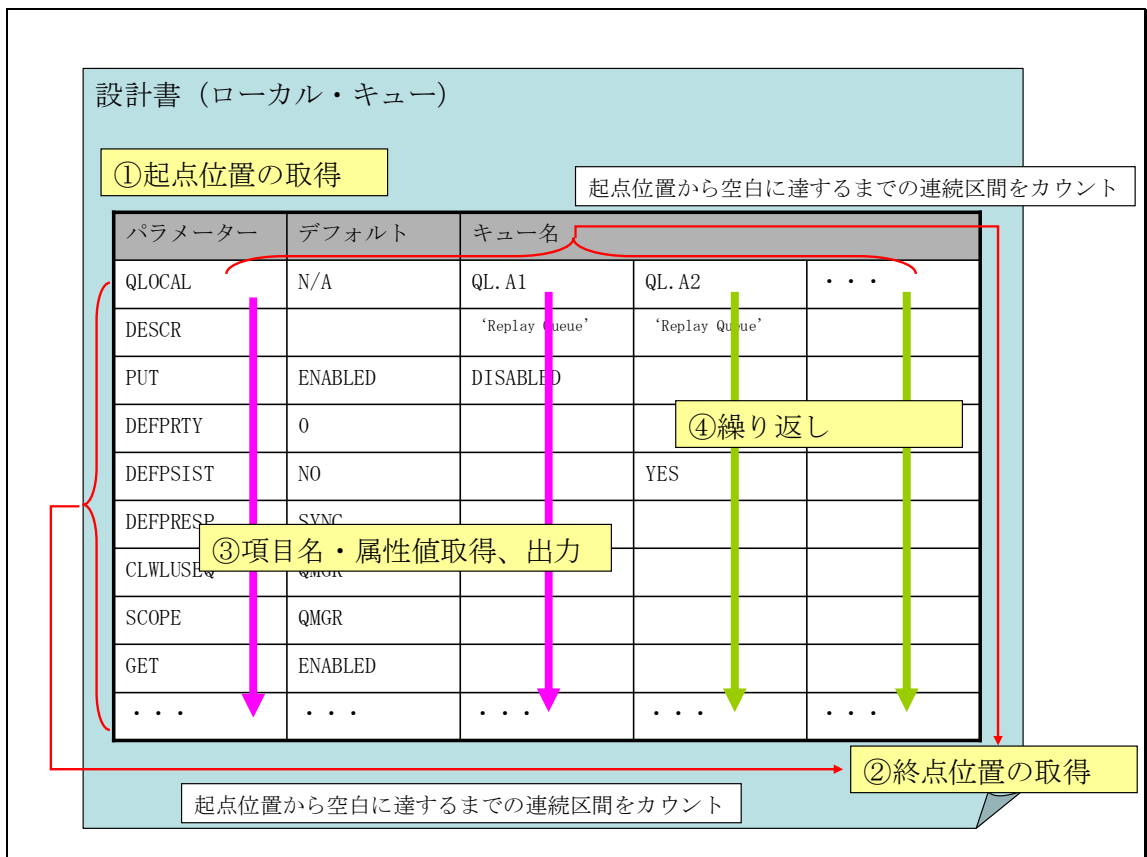 設計書（ローカル・キュー）
①起点位置の取得
起点位置から空白に達するまでの連続区間をカウント
パラメーター デフォルト キュー名
QLOCAL N/A QL.A1 QL.A2 ・・・
DESCR ‘Replay Queue’ ‘Replay Queue’
PUT ENABLED DISABLED
DEFPRTY 0
④繰り返し
DEFPSIST NO YES
DEFPRESP SYNC
③項目名・属性値取得、出力
CLWLUSEQ QMGR
SCOPE QMGR
GET ENABLED
・・・ ・・・ ・・・ ・・・ ・・・
②終点位置の取得
起点位置から空白に達するまでの連続区間をカウント